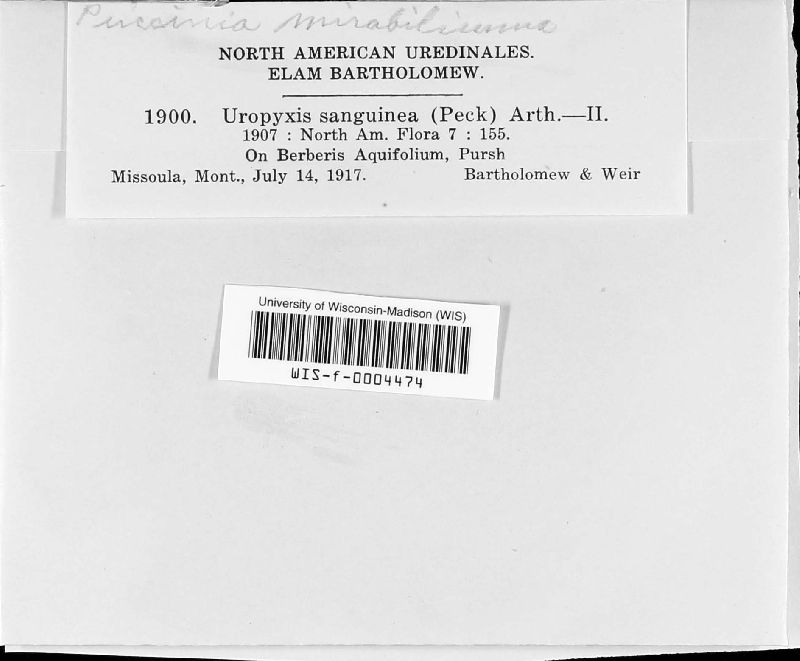 Puccinia mirabilissima
NORTH AMERICAN UREDINALES.
ELAM BARTHOLOMEW.
1900. Uropyxis sanguinea (Peck) Arth.—II.
1907 : North Am. Flora 7 : 155.
On Berberis Aquifolium, Pursh
Missoula, Mont., July 14, 1917. Bartholomew & Weir
University of Wisconsin-Madison (WIS)
WIS-f-0004474